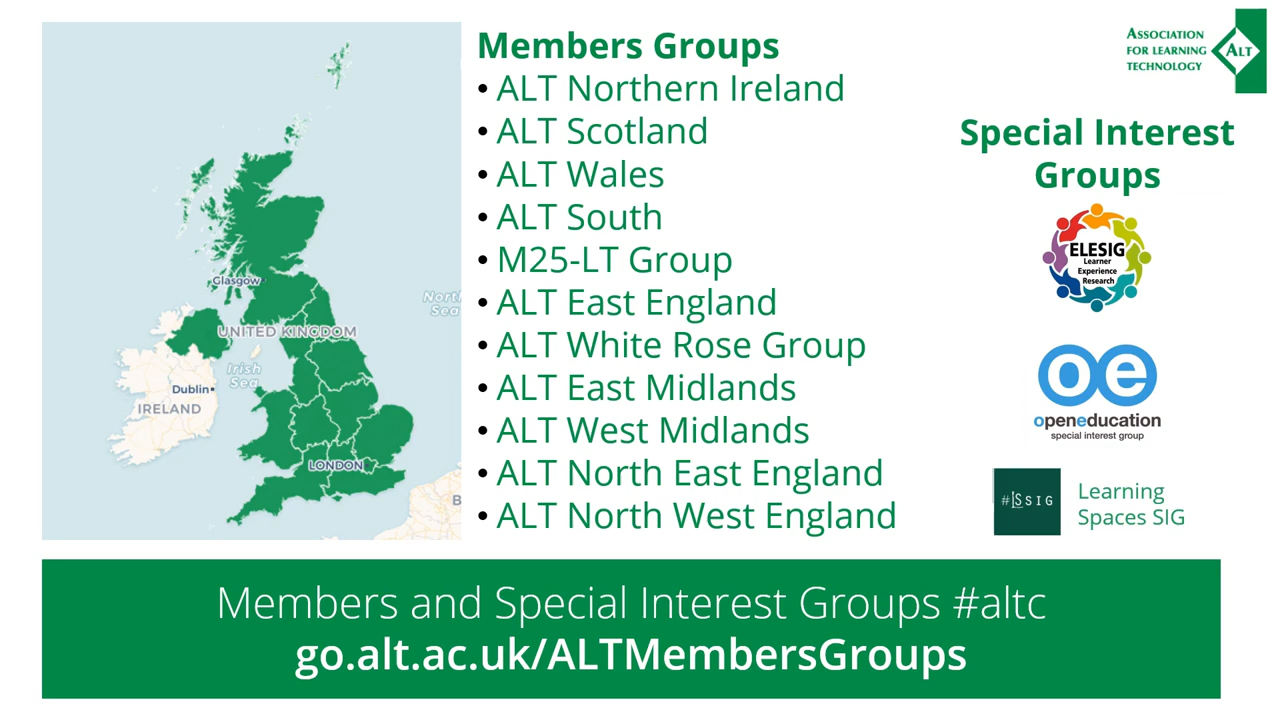 Glasgow
North
Sea
UNITED KINGDOM
Irish
Sea
Dublin
IRELAND
LONDON
B
Members Groups
• ALT Northern Ireland
• ALT Scotland
• ALT Wales
• ALT South
• M25-LT Group
• ALT East England
• ALT White Rose Group
• ALT East Midlands
• ALT West Midlands
• ALT North East England
• ALT North West England
ASSOCIATION
FOR LEARNING
TECHNOLOGY
ALT
Special Interest
Groups
ELESIG
Learner
Experience
Research
oe
openeducation
special interest group
#lSSIG
Learning
Spaces SIG
Members and Special Interest Groups #altc
go.alt.ac.uk/ALTMembersGroups